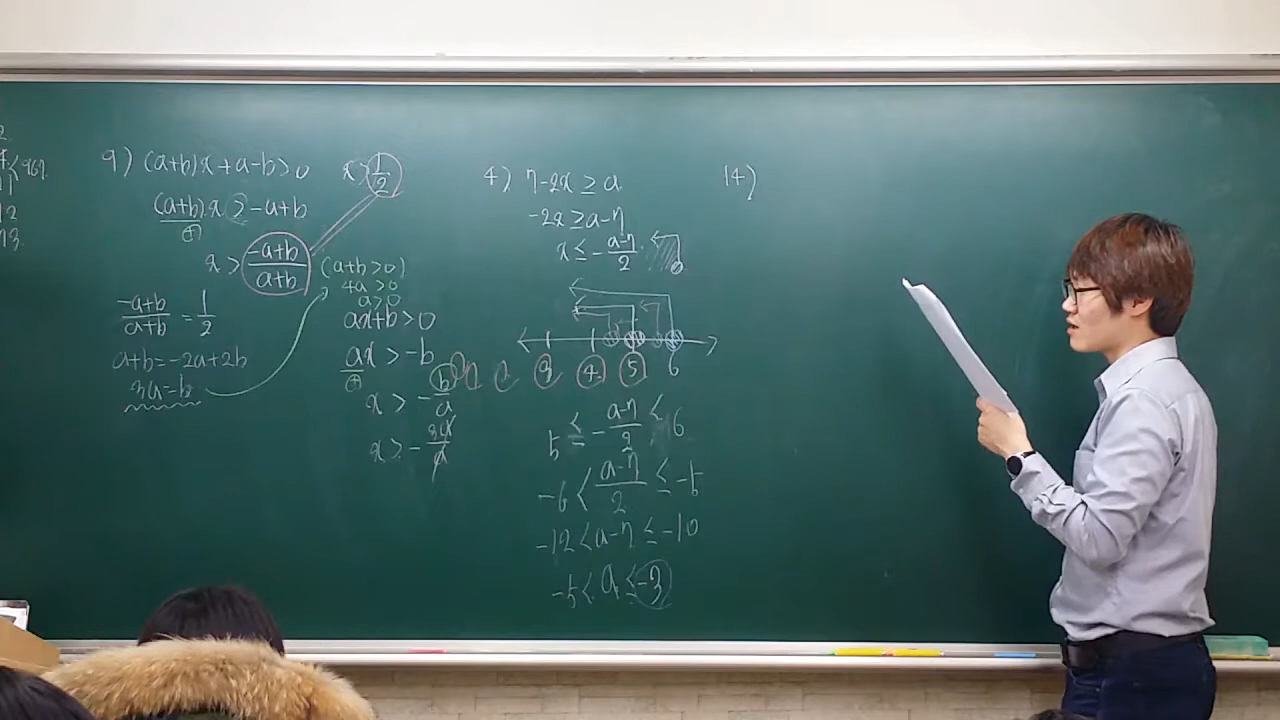 9) (a+b)x+a-b>0
x>1/2
(a+b)x>-a+b
⊕
x> (-a+b)/(a+b) (a+b>0)
4a>0
a>0
(-a+b)/(a+b) = 1/2
a+b=-2a+2b
3a=b
ax+b>0
ax>-b
⊕
x>-b/a
x>-3a/a
4) 7-2x≥a
-2x≥a-7
x≤-(a-7)/2
1 2 3 4 5 6
5≤-(a-7)/2<6
-6<(a-7)/2≤-5
-12<a-7≤-10
-5<a≤-3
14)